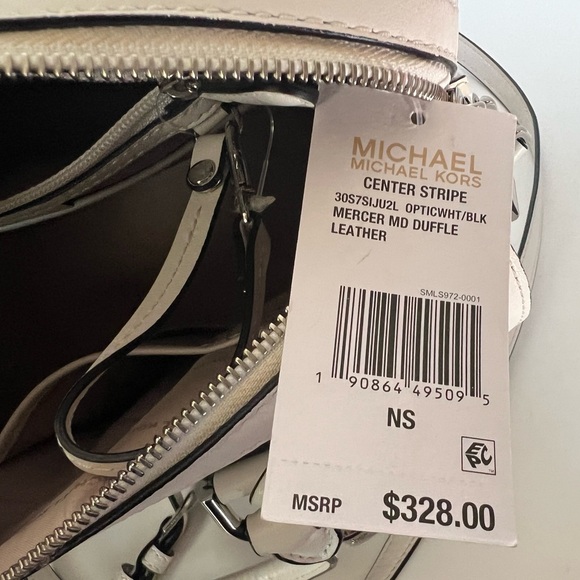 MICHAEL
MICHAEL KORS
CENTER STRIPE
30S7SIJU2L OPTICWHT/BLK
MERCER MD DUFFLE
LEATHER
SMLS972-0001
1 90864 49509 5
NS
EPC
MSRP $328.00